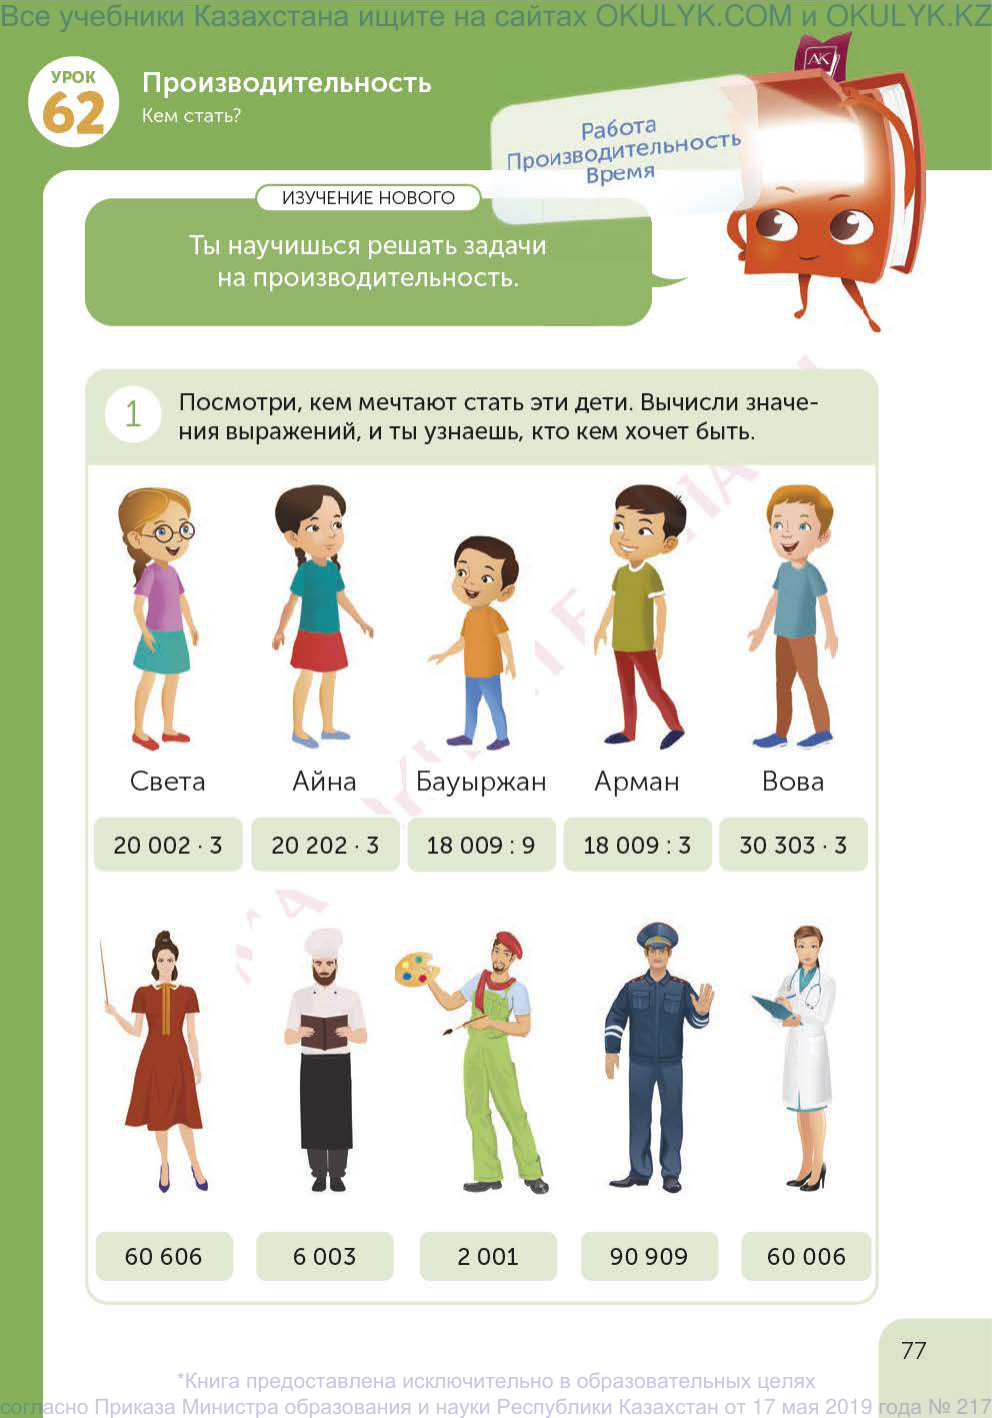 Все учебники Казахстана ищите на сайтах OKULYK.COM и OKULYK.KZ
УРОК
62
Производительность
Кем стать?
АК
Работа
Производительность
Время
ИЗУЧЕНИЕ НОВОГО
Ты научишься решать задачи
на производительность.
1
Посмотри, кем мечтают стать эти дети. Вычисли значе-
ния выражений, и ты узнаешь, кто кем хочет быть.
Света Айна Бауыржан Арман Вова
20 002 · 3 20 202 · 3 18 009 : 9 18 009 : 3 30 303 · 3
60 606 6 003 2 001 90 909 60 006
77
*Книга предоставлена исключительно в образовательных целях
согласно Приказа Министра образования и науки Республики Казахстан от 17 мая 2019 года № 217